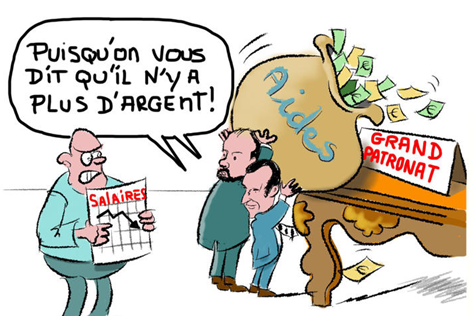 PUISQU'ON VOUS
DIT QU'IL N'Y A
PLUS D'ARGENT!
Aides
GRAND
PATRONAT
SALAIRES